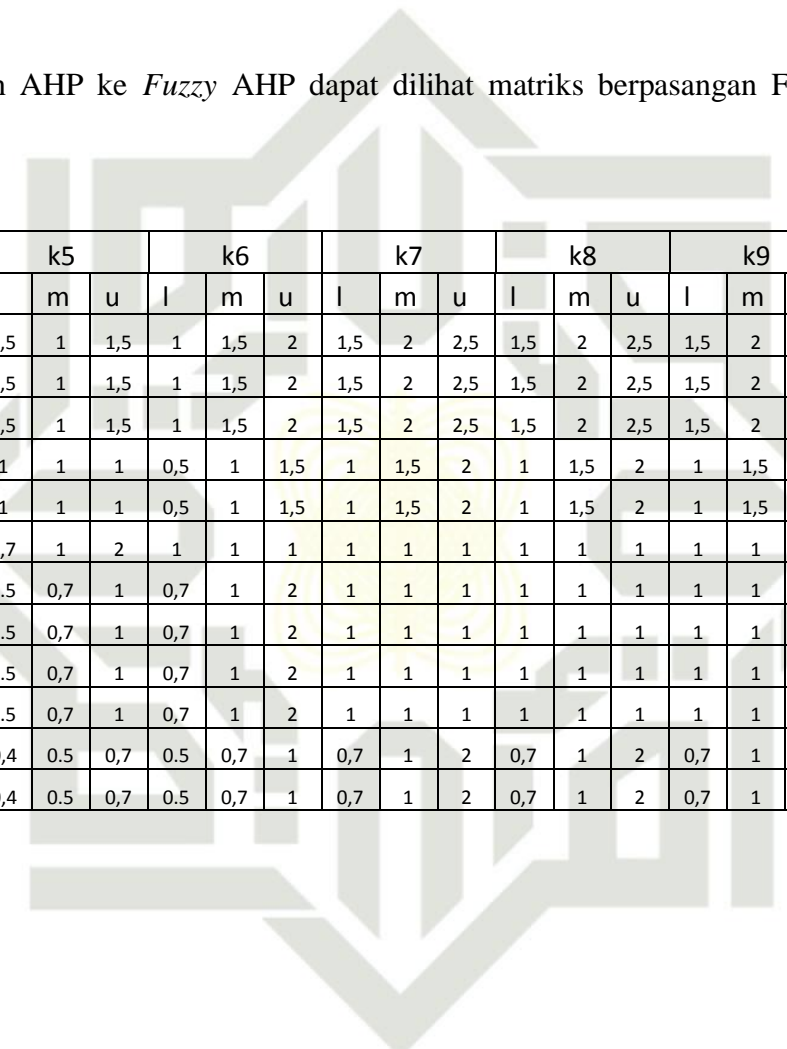 AHP ke Fuzzy AHP dapat dilihat matriks berpasangan
k5 k6 k7 k8 k9
m u l m u l m u l m u l m
,5 1 1,5 1 1,5 2 1,5 2 2,5 1,5 2 2,5 1,5 2
,5 1 1,5 1 1,5 2 1,5 2 2,5 1,5 2 2,5 1,5 2
,5 1 1,5 1 1,5 2 1,5 2 2,5 1,5 2 2,5 1,5 2
1 1 1 0,5 1 1,5 1 1,5 2 1 1,5 2 1 1,5
1 1 1 0,5 1 1,5 1 1,5 2 1 1,5 2 1 1,5
,7 1 2 1 1 1 1 1 1 1 1 1 1 1
.5 0,7 1 0,7 1 2 1 1 1 1 1 1 1 1
.5 0,7 1 0,7 1 2 1 1 1 1 1 1 1 1
.5 0,7 1 0,7 1 2 1 1 1 1 1 1 1 1
.5 0,7 1 0,7 1 2 1 1 1 1 1 1 1 1
,4 0.5 0,7 0.5 0,7 1 0,7 1 2 0,7 1 2 0,7 1
,4 0.5 0,7 0.5 0,7 1 0,7 1 2 0,7 1 2 0,7 1